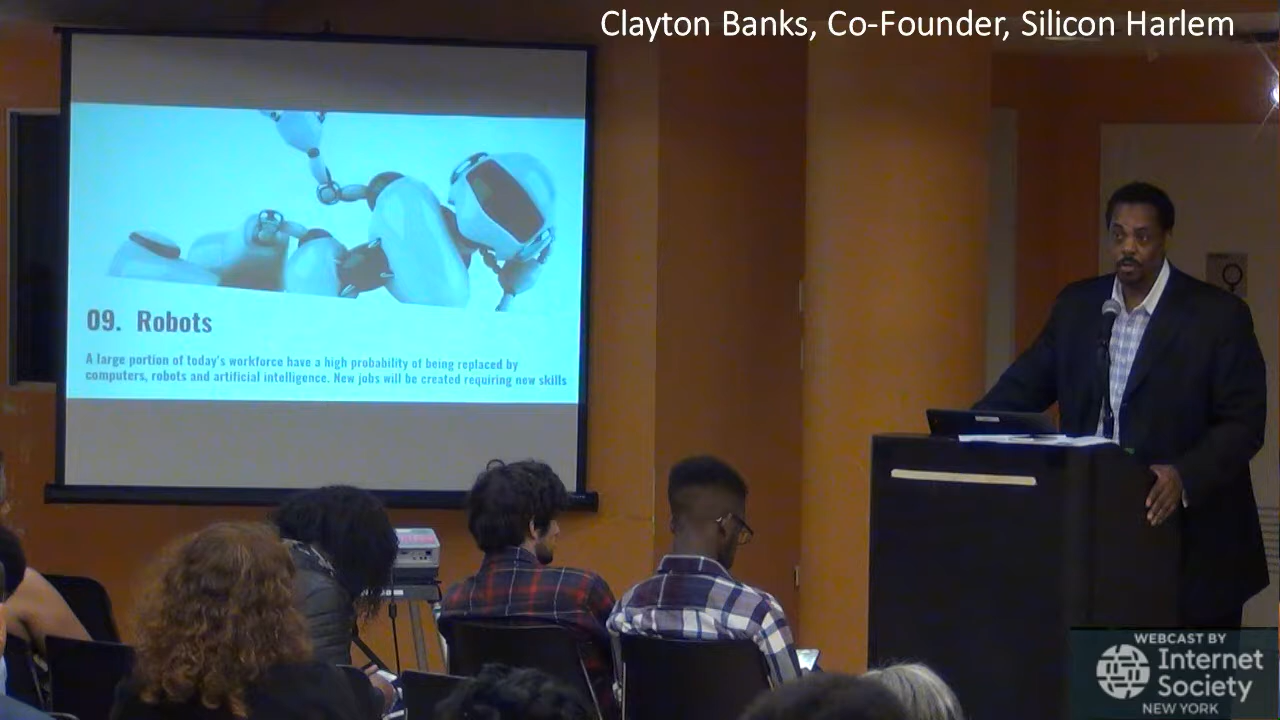 Clayton Banks, Co-Founder, Silicon Harlem
09. Robots
A large portion of today's workforce have a high probability of being replaced by
computers, robots and artificial intelligence. New jobs will be created requiring new skills
WEBCAST BY
Internet
Society
NEW YORK